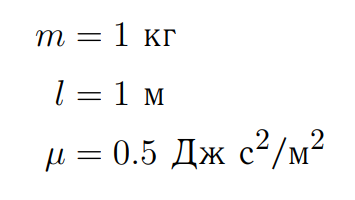 m = 1 кг
l = 1 м
μ = 0.5 Дж с²/м²